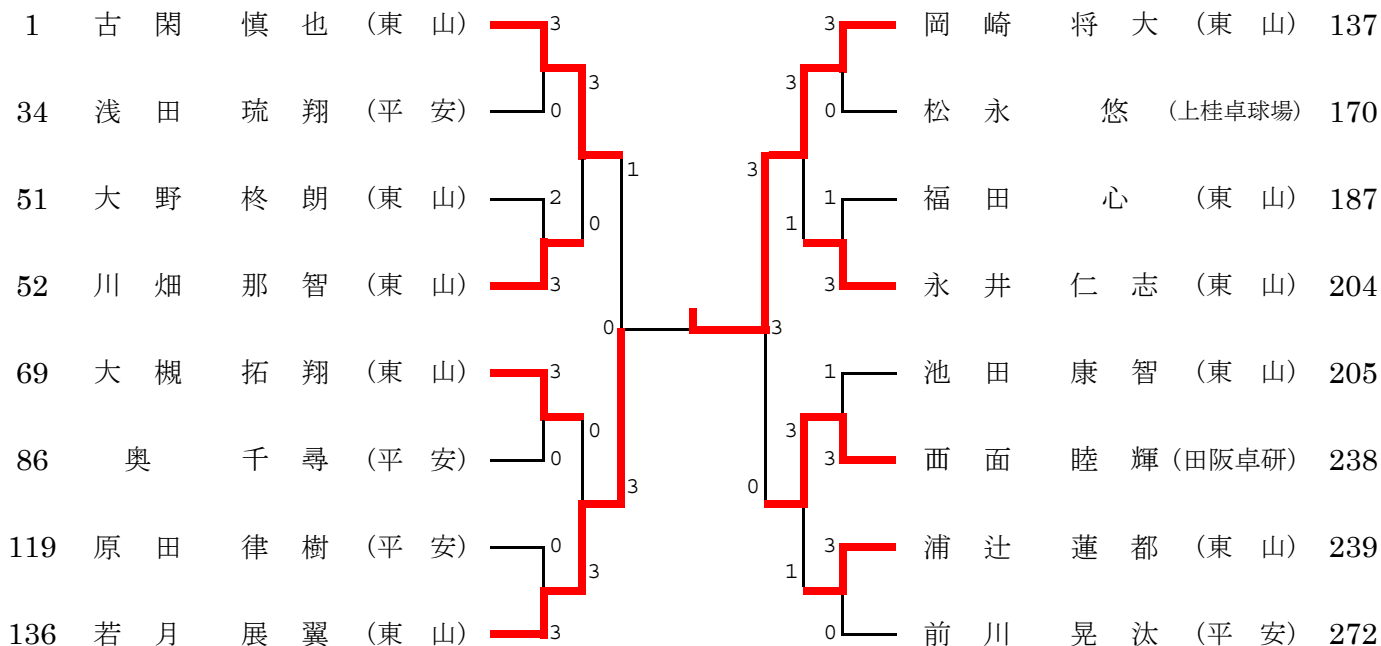 1 古閑 慎也 (東山) 3 3 岡崎 将大 (東山) 137
3 3
34 浅田 琉翔 (平安) 0 0 松永 悠 (上桂卓球場) 170
1 3
51 大野 柊朗 (東山) 2 1 福田 心 (東山) 187
0 1
52 川畑 那智 (東山) 3 3 永井 仁志 (東山) 204
0 3
69 大槻 拓翔 (東山) 3 1 池田 康智 (東山) 205
0 3
86 奥 千尋 (平安) 0 3 面 睦輝 (田阪卓研) 238
3 0
119 原田 律樹 (平安) 0 3 浦辻 蓮都 (東山) 239
3 1
136 若月 展翼 (東山) 3 0 前川 晃汰 (平安) 272